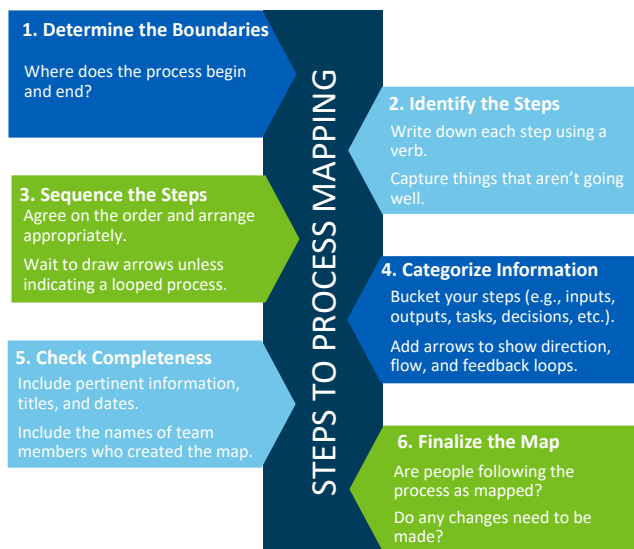 STEPS TO PROCESS MAPPING
1. Determine the Boundaries
Where does the process begin
and end?
2. Identify the Steps
Write down each step using a
verb.
Capture things that aren't going
well.
3. Sequence the Steps
Agree on the order and arrange
appropriately.
Wait to draw arrows unless
indicating a looped process.
4. Categorize Information
Bucket your steps (e.g., inputs,
outputs, tasks, decisions, etc.).
Add arrows to show direction,
flow, and feedback loops.
5. Check Completeness
Include pertinent information,
titles, and dates.
Include the names of team
members who created the map.
6. Finalize the Map
Are people following the
process as mapped?
Do any changes need to be
made?